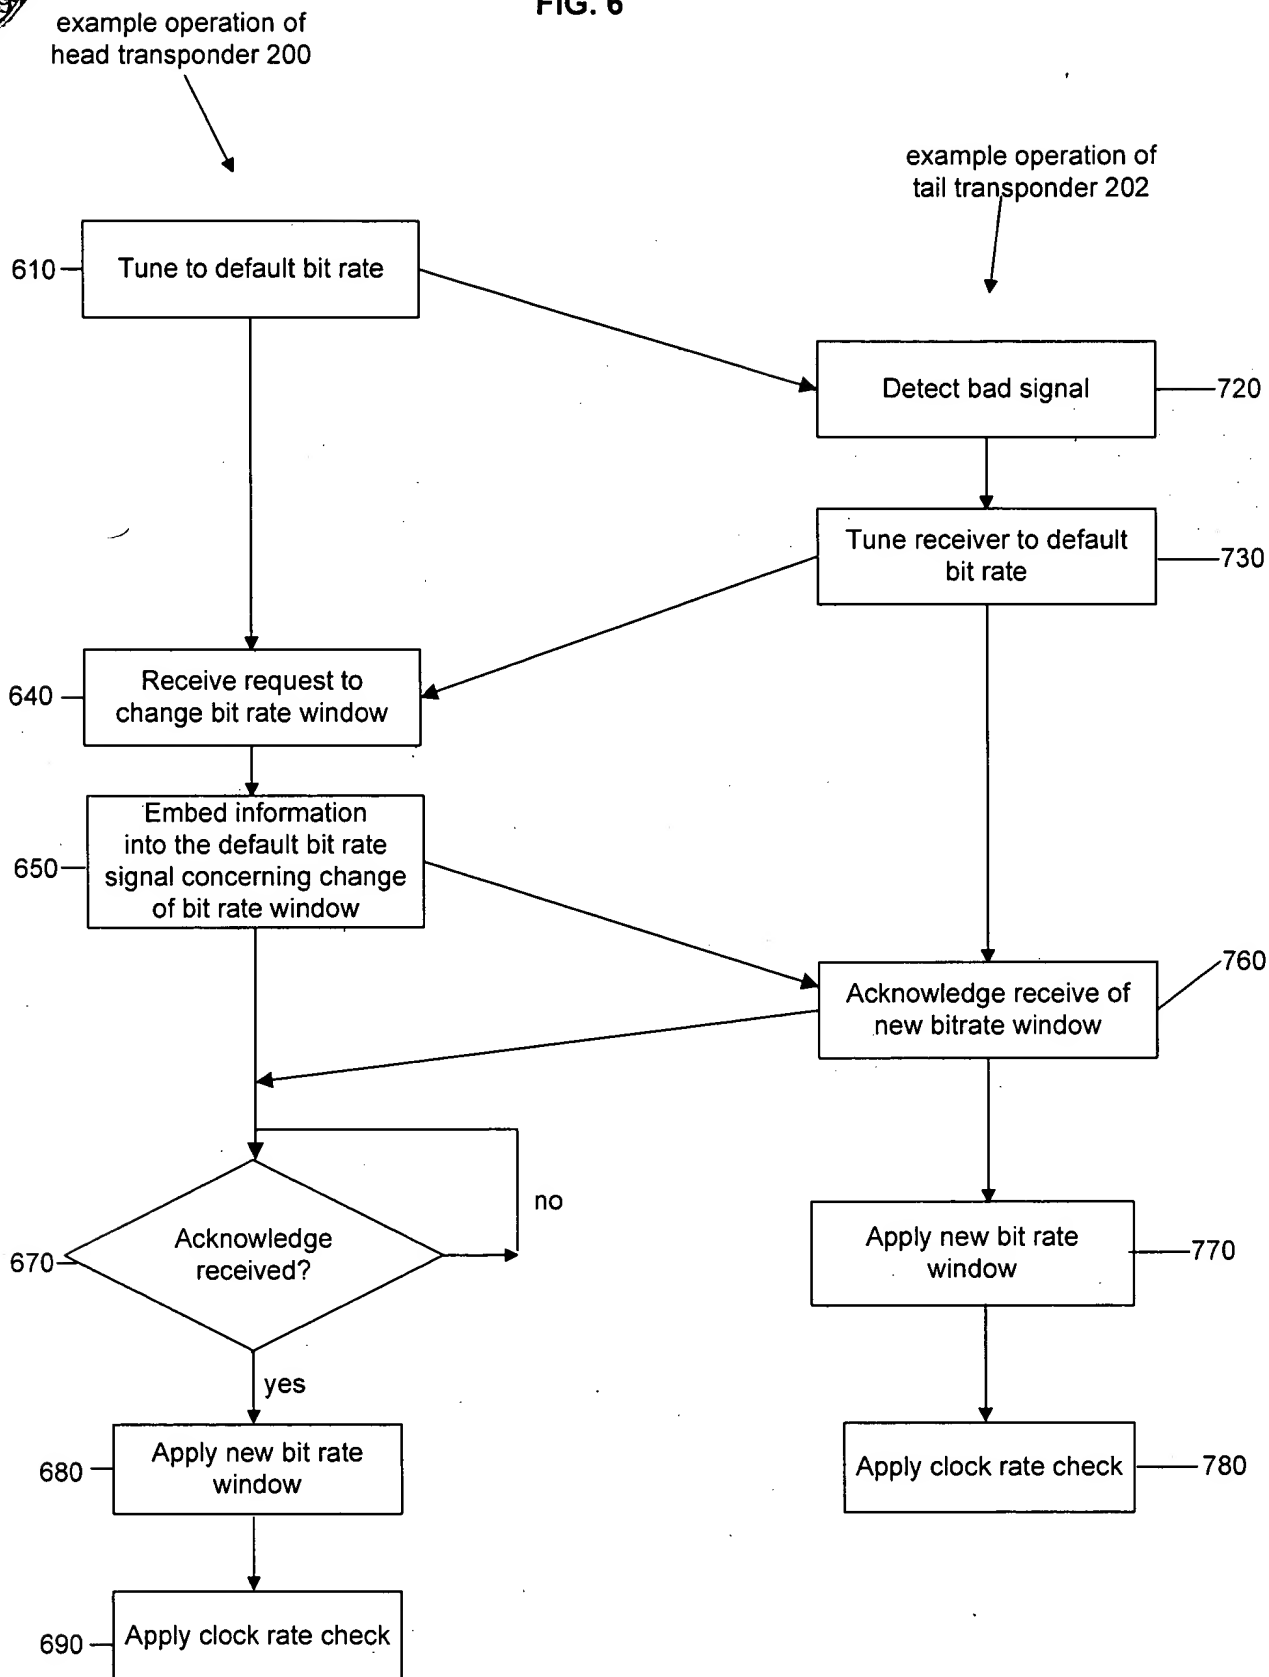 FIG. 6
example operation of
head transponder 200
example operation of
tail transponder 202
610
Tune to default bit rate
Detect bad signal
720
Tune receiver to default
bit rate
730
640
Receive request to
change bit rate window
650
Embed information
into the default bit rate
signal concerning change
of bit rate window
760
Acknowledge receive of
new bitrate window
no
670
Acknowledge
received?
Apply new bit rate
window
770
yes
680
Apply new bit rate
window
Apply clock rate check
780
690
Apply clock rate check